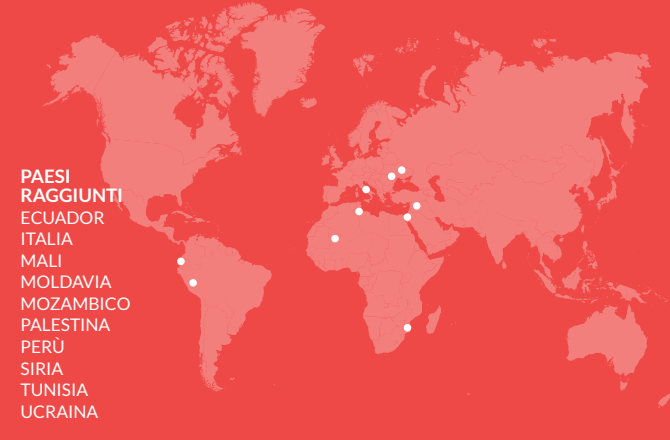 PAESI
RAGGIUNTI
ECUADOR
ITALIA
MALI
MOLDAVIA
MOZAMBICO
PALESTINA
PERÙ
SIRIA
TUNISIA
UCRAINA